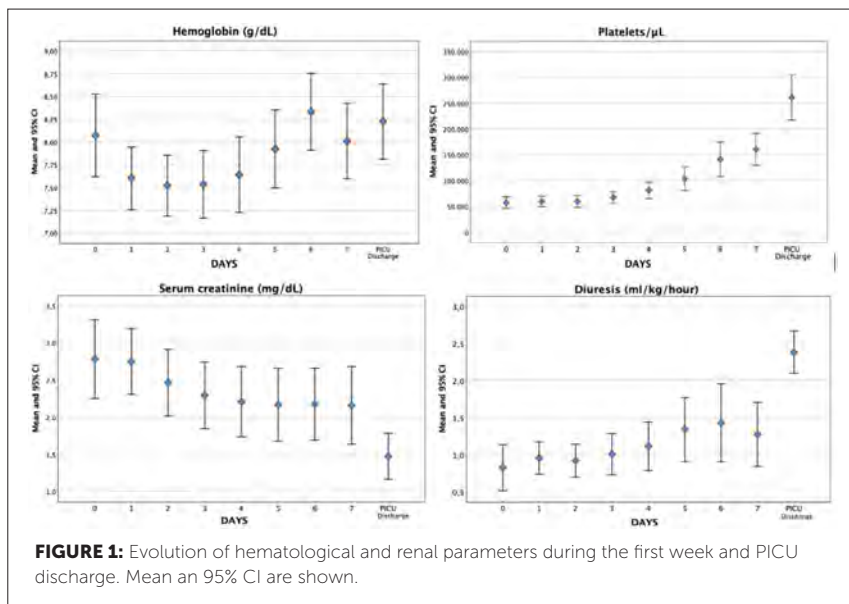 Hemoglobin (g/dL)
Mean and 95% CI
9,00
8,75
8,50
8,25
8,00
7,75
7,50
7,25
7,00
0 1 2 3 4 5 6 7 PICU
Discharge
DAYS
Platelets/µL
Mean and 95% CI
350.000
300.000
250.000
200.000
150.000
100.000
50.000
0
0 1 2 3 4 5 6 7 PICU
Discharge
DAYS
Serum creatinine (mg/dL)
Mean and 95% CI
3,5
3,0
2,5
2,0
1,5
1,0
0 1 2 3 4 5 6 7 PICU
Discharge
DAYS
Diuresis (ml/kg/hour)
Mean and 95% CI
3,0
2,5
2,0
1,5
1,0
0,5
0 1 2 3 4 5 6 7 PICU
DAYS
FIGURE 1: Evolution of hematological and renal parameters during the first week and PICU
discharge. Mean an 95% CI are shown.